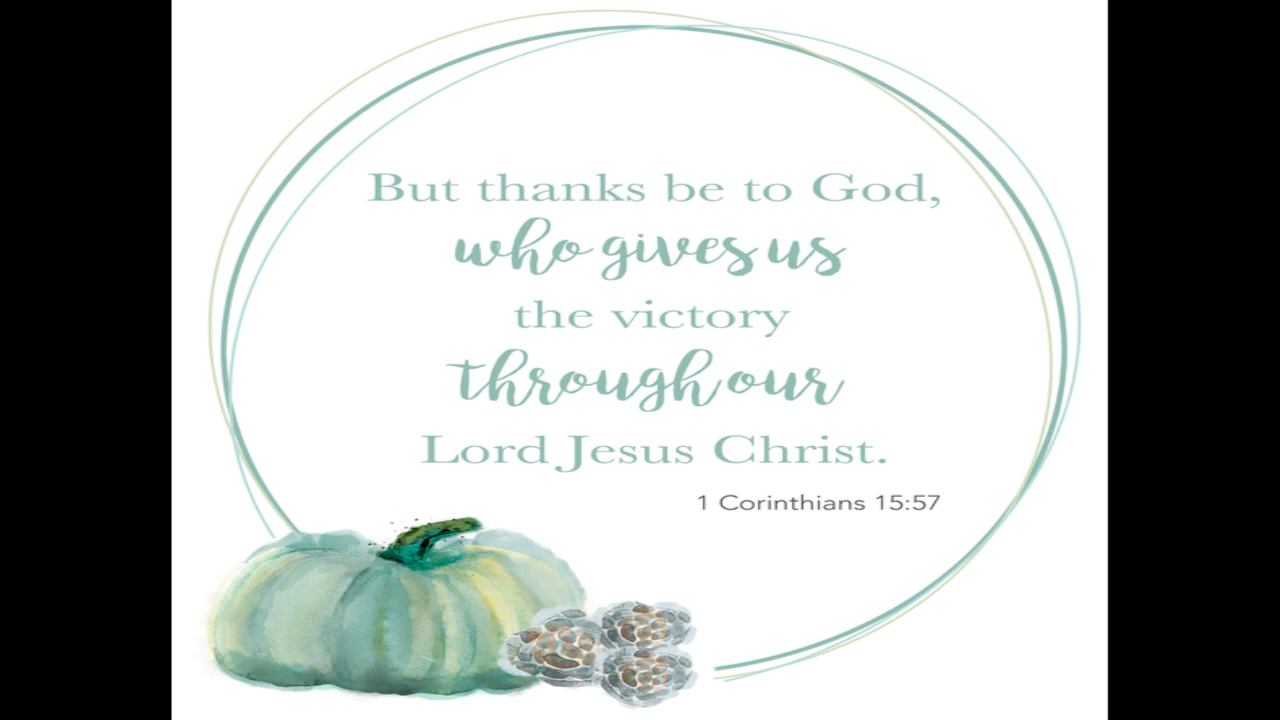 But thanks be to God,
who gives us
the victory
through our
Lord Jesus Christ.
1 Corinthians 15:57